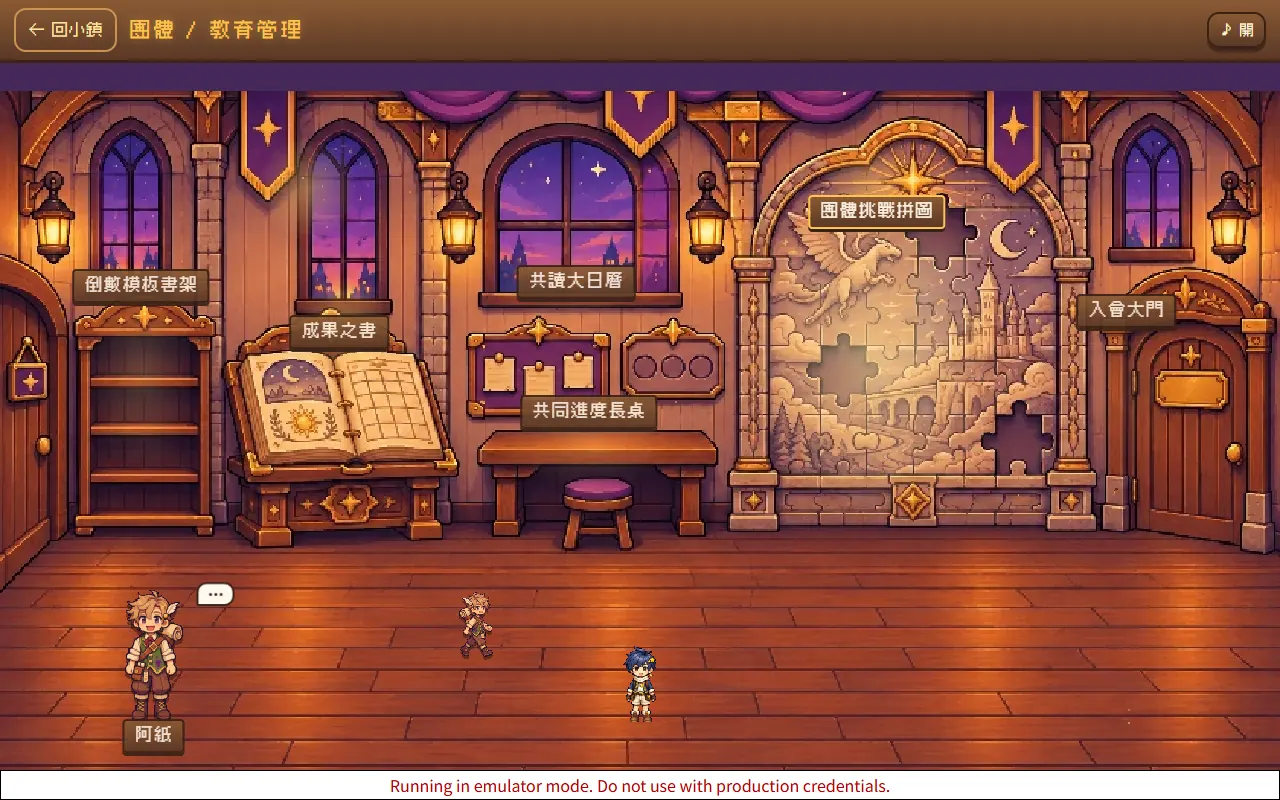 ← 回小鎮
團體 / 教育管理
♪ 開
團體挑戰拼圖
倒數模板書架
共讀大日曆
入會大門
成果之書
共同進度長桌
...
阿紙
Running in emulator mode. Do not use with production credentials.